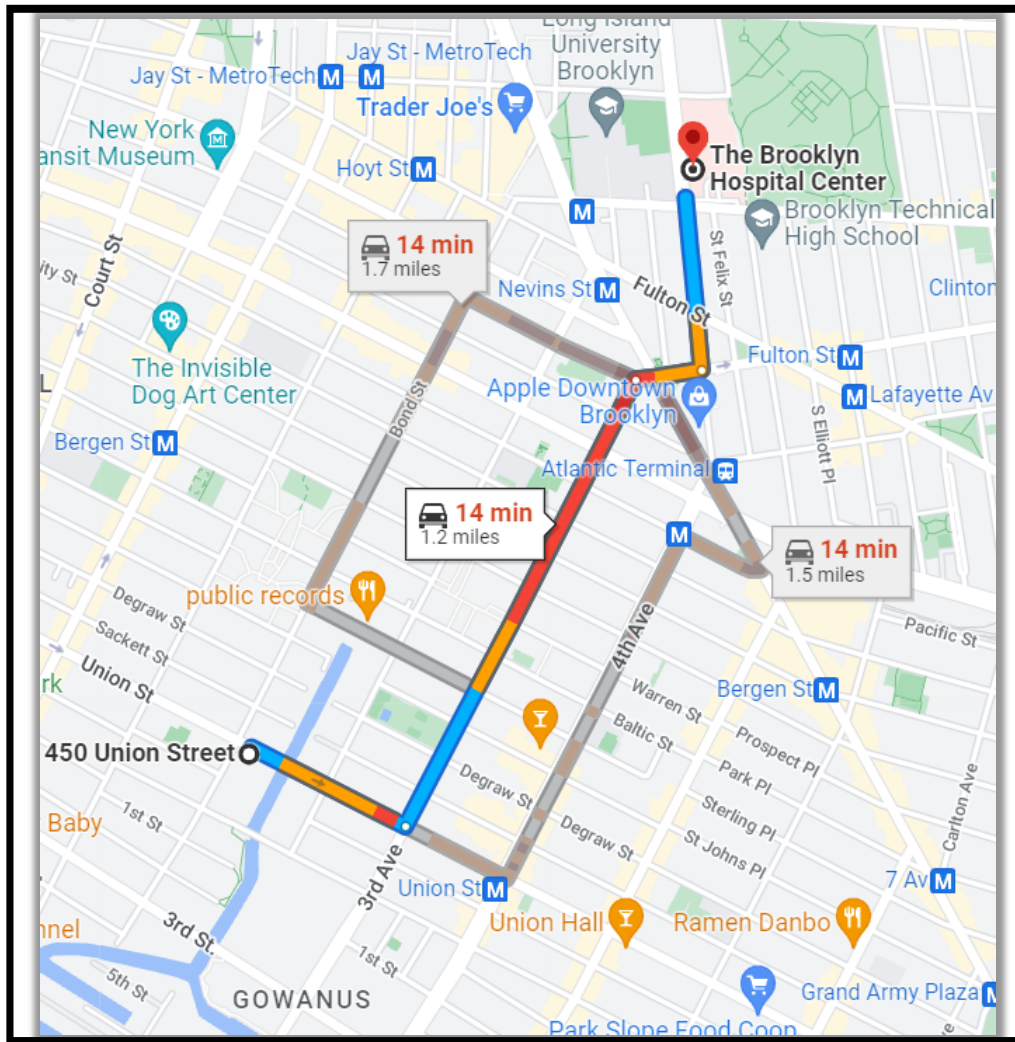 Long Island
University
Brooklyn
Jay St - MetroTech
Jay St - MetroTech M M
Trader Joe's
New York
ansit Museum
Hoyt St M
The Brooklyn
Hospital Center
M
Brooklyn Technical
High School
St Felix St
Court St
14 min
1.7 miles
ity St
Nevins St M
Fulton St
Clinton
The Invisible
Dog Art Center
Fulton St M
L
Apple Downtown
Brooklyn
Lafayette Av
M
Bond St
S Elliott Pl
Bergen St M
Atlantic Terminal
14 min
1.2 miles
M
14 min
1.5 miles
public records
Degraw St
Sackett St
Union St
4th Ave
Pacific St
rk
Warren St
Bergen St M
Baltic St
Prospect Pl
450 Union Street
Degraw St
Park Pl
1st St
Sterling Pl
Carlton Ave
Baby
Degraw St
St Johns Pl
3rd Ave
Union St M
7 Av M
3rd St.
nnel
Union Hall
Ramen Danbo
1st St
5th St
GOWANUS
Grand Army Plaza M
Park Slope Food Coop